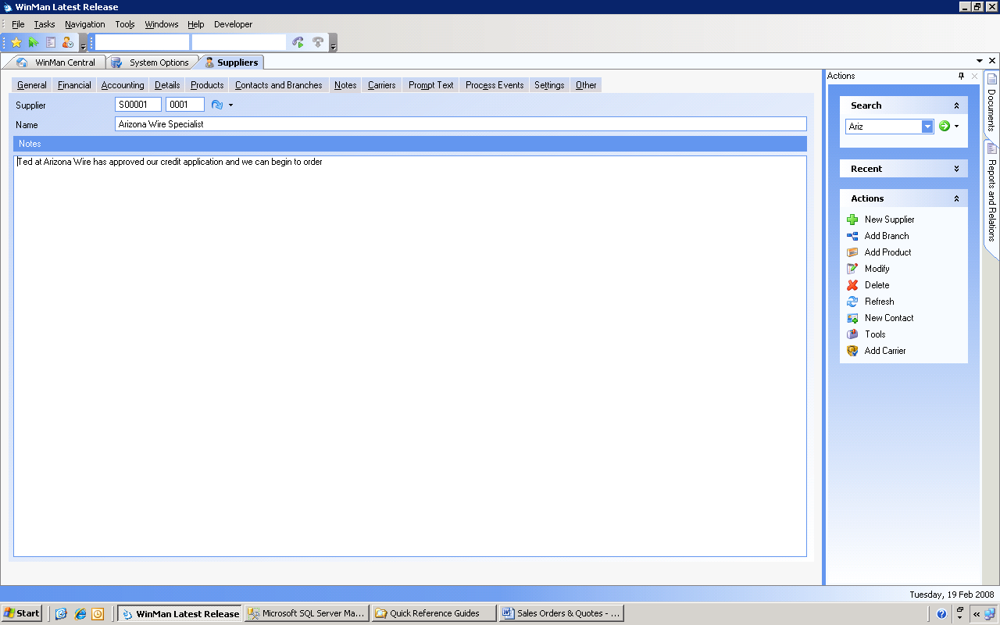 WinMan Latest Release
File Tasks Navigation Tools Windows Help Developer
WinMan Central System Options Suppliers
General Financial Accounting Details Products Contacts and Branches Notes Carriers Prompt Text Process Events Settings Other
Supplier S00001 0001
Name Arizona Wire Specialist
Notes
Ted at Arizona Wire has approved our credit application and we can begin to order
Actions
Search
Ariz
Recent
Actions
New Supplier
Add Branch
Add Product
Modify
Delete
Refresh
New Contact
Tools
Add Carrier
Documents
Reports and Relations
Tuesday, 19 Feb 2008
Start WinMan Latest Release Microsoft SQL Server Ma... Quick Reference Guides Sales Orders & Quotes - ...